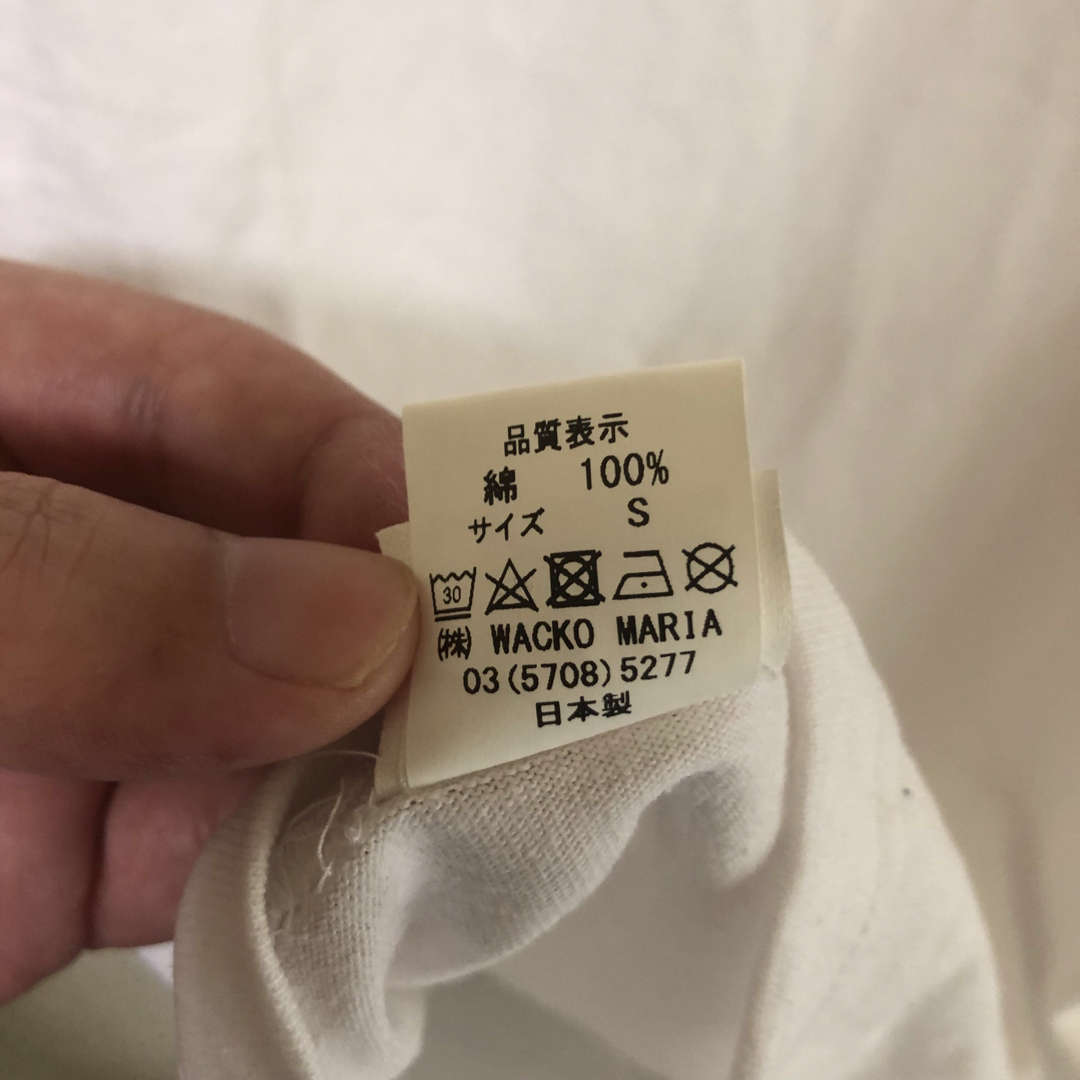 品質表示
綿 100%
サイズ S
30
(株) WACKO MARIA
03(5708)5277
日本製